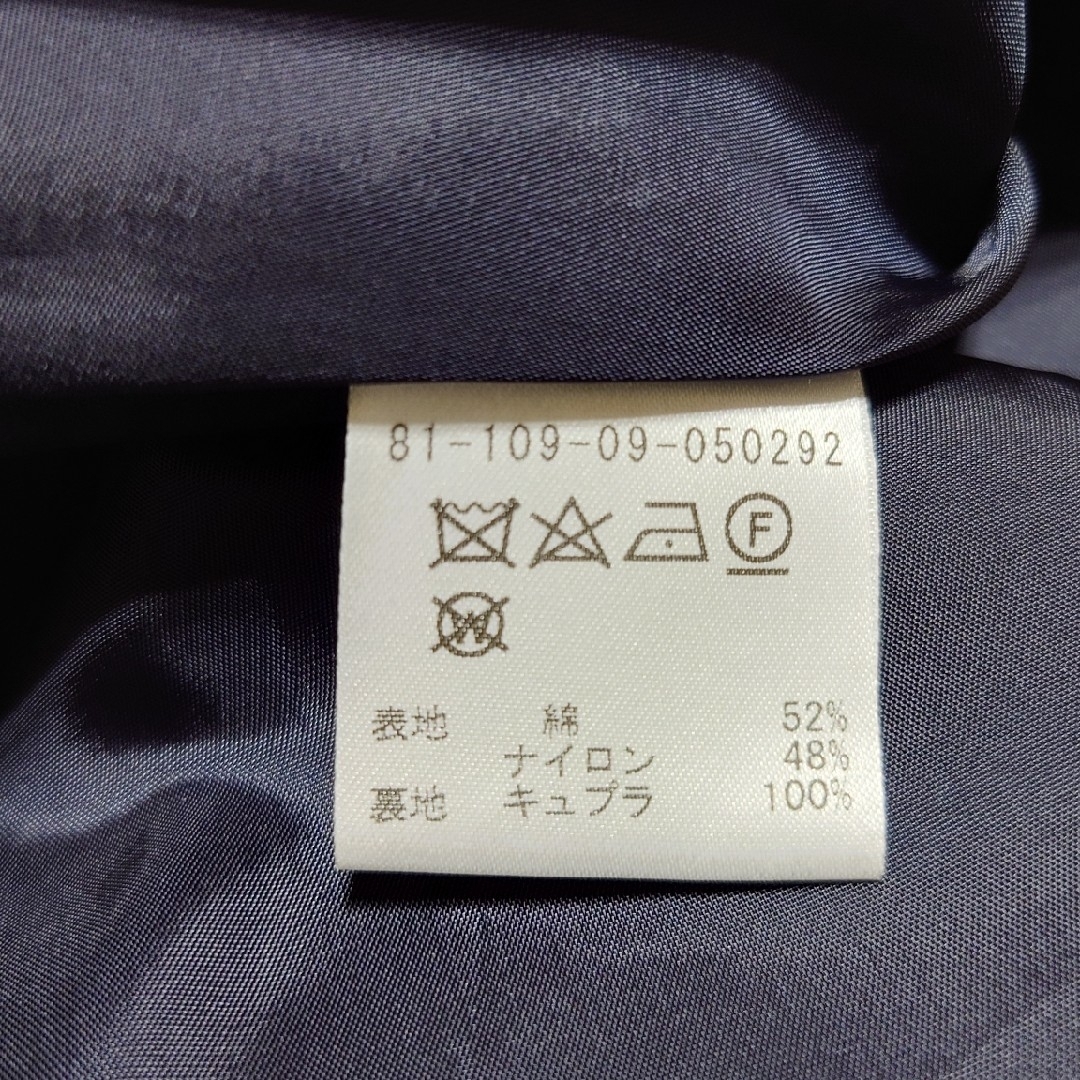 81-109-09-050292
F
W
表地 綿 52%
ナイロン 48%
裏地 キュプラ 100%